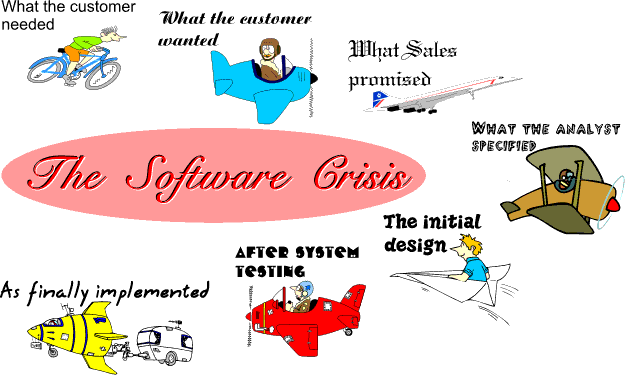 What the customer
needed
What the customer
wanted
What Sales
promised
What the analyst
specified
The Software Crisis
The initial
design
After System
Testing
As finally implemented